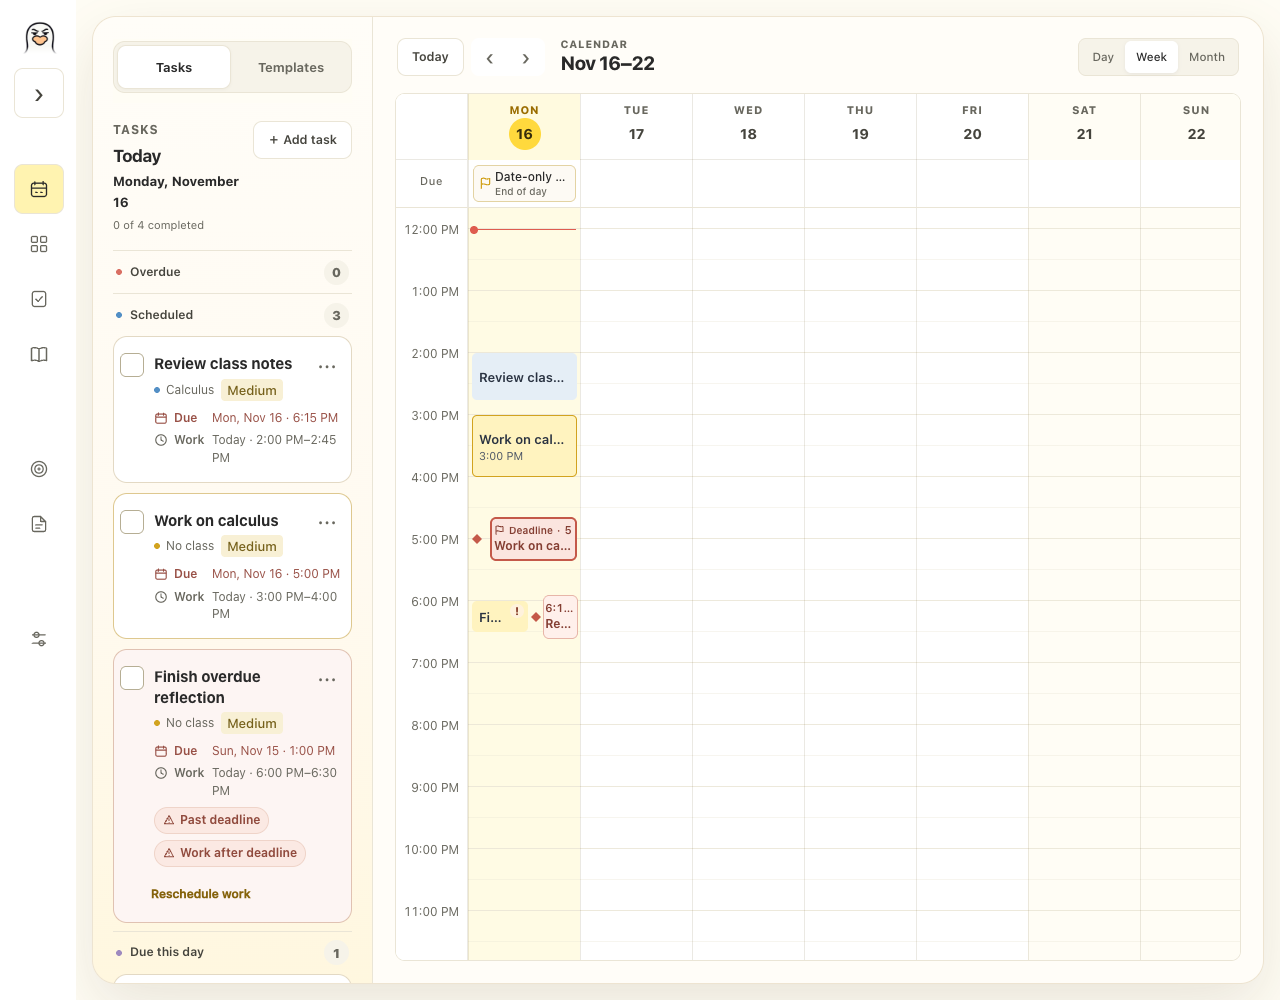 Tasks
Templates
TASKS
Today
Monday, November
16
0 of 4 completed
+ Add task
Overdue
0
Scheduled
3
Review class notes
Calculus
Medium
Due
Mon, Nov 16 · 6:15 PM
Work
Today · 2:00 PM–2:45
PM
Work on calculus
No class
Medium
Due
Mon, Nov 16 · 5:00 PM
Work
Today · 3:00 PM–4:00
PM
Finish overdue
reflection
No class
Medium
Due
Sun, Nov 15 · 1:00 PM
Work
Today · 6:00 PM–6:30
PM
Past deadline
Work after deadline
Reschedule work
Due this day
1
Today
CALENDAR
Nov 16–22
Day
Week
Month
MON
16
TUE
17
WED
18
THU
19
FRI
20
SAT
21
SUN
22
Due
Date-only ...
End of day
12:00 PM
1:00 PM
2:00 PM
3:00 PM
4:00 PM
5:00 PM
6:00 PM
7:00 PM
8:00 PM
9:00 PM
10:00 PM
11:00 PM
Review clas...
Work on cal...
3:00 PM
Deadline · 5
Work on ca...
Fi...
!
6:1...
Re...